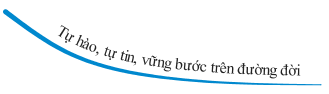 Tự hào, tự tin, vững bước trên đường đời